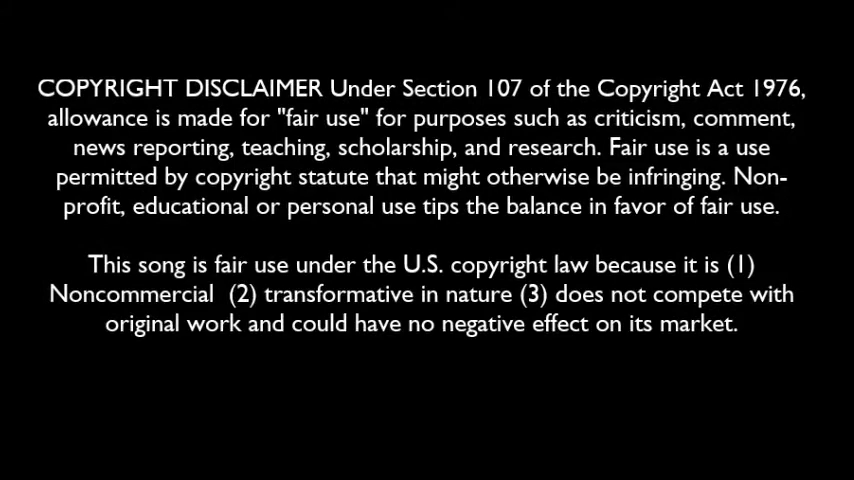 COPYRIGHT DISCLAIMER Under Section 107 of the Copyright Act 1976,
allowance is made for "fair use" for purposes such as criticism, comment,
news reporting, teaching, scholarship, and research. Fair use is a use
permitted by copyright statute that might otherwise be infringing. Non-
profit, educational or personal use tips the balance in favor of fair use.
This song is fair use under the U.S. copyright law because it is (1)
Noncommercial (2) transformative in nature (3) does not compete with
original work and could have no negative effect on its market.